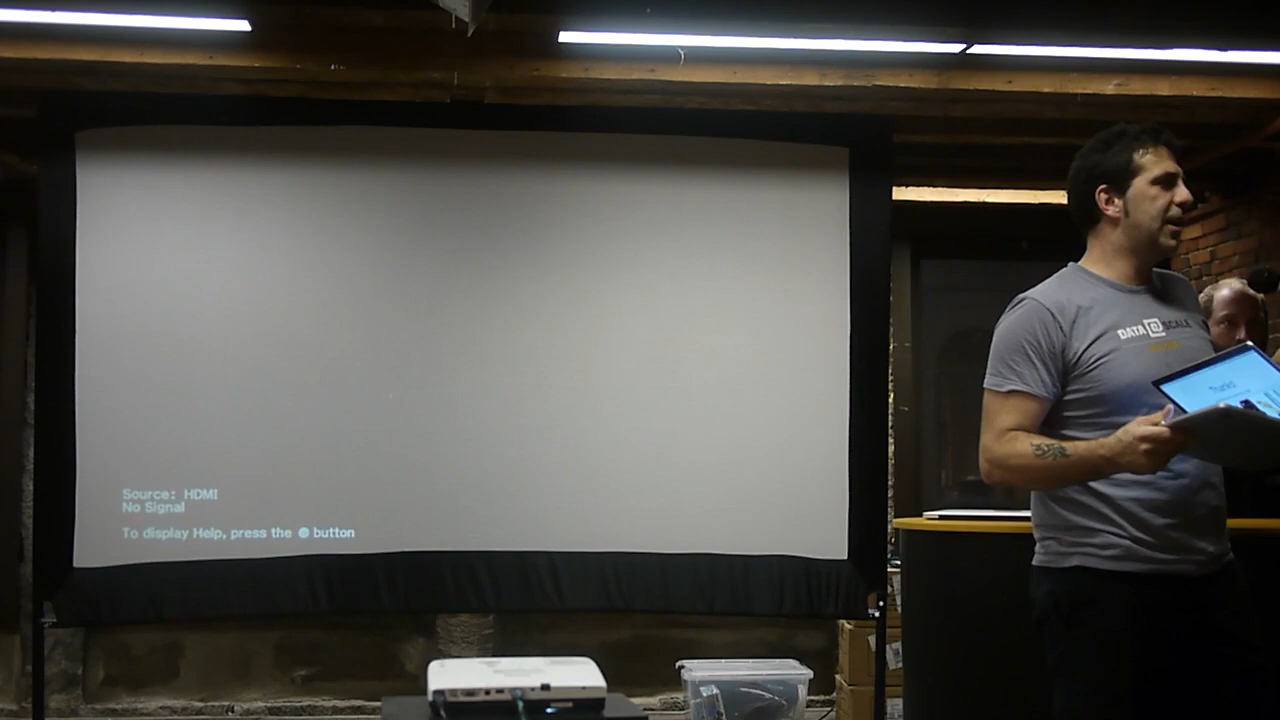 Source: HDMI
No Signal
To display Help, press the button
DATA @ SCALE